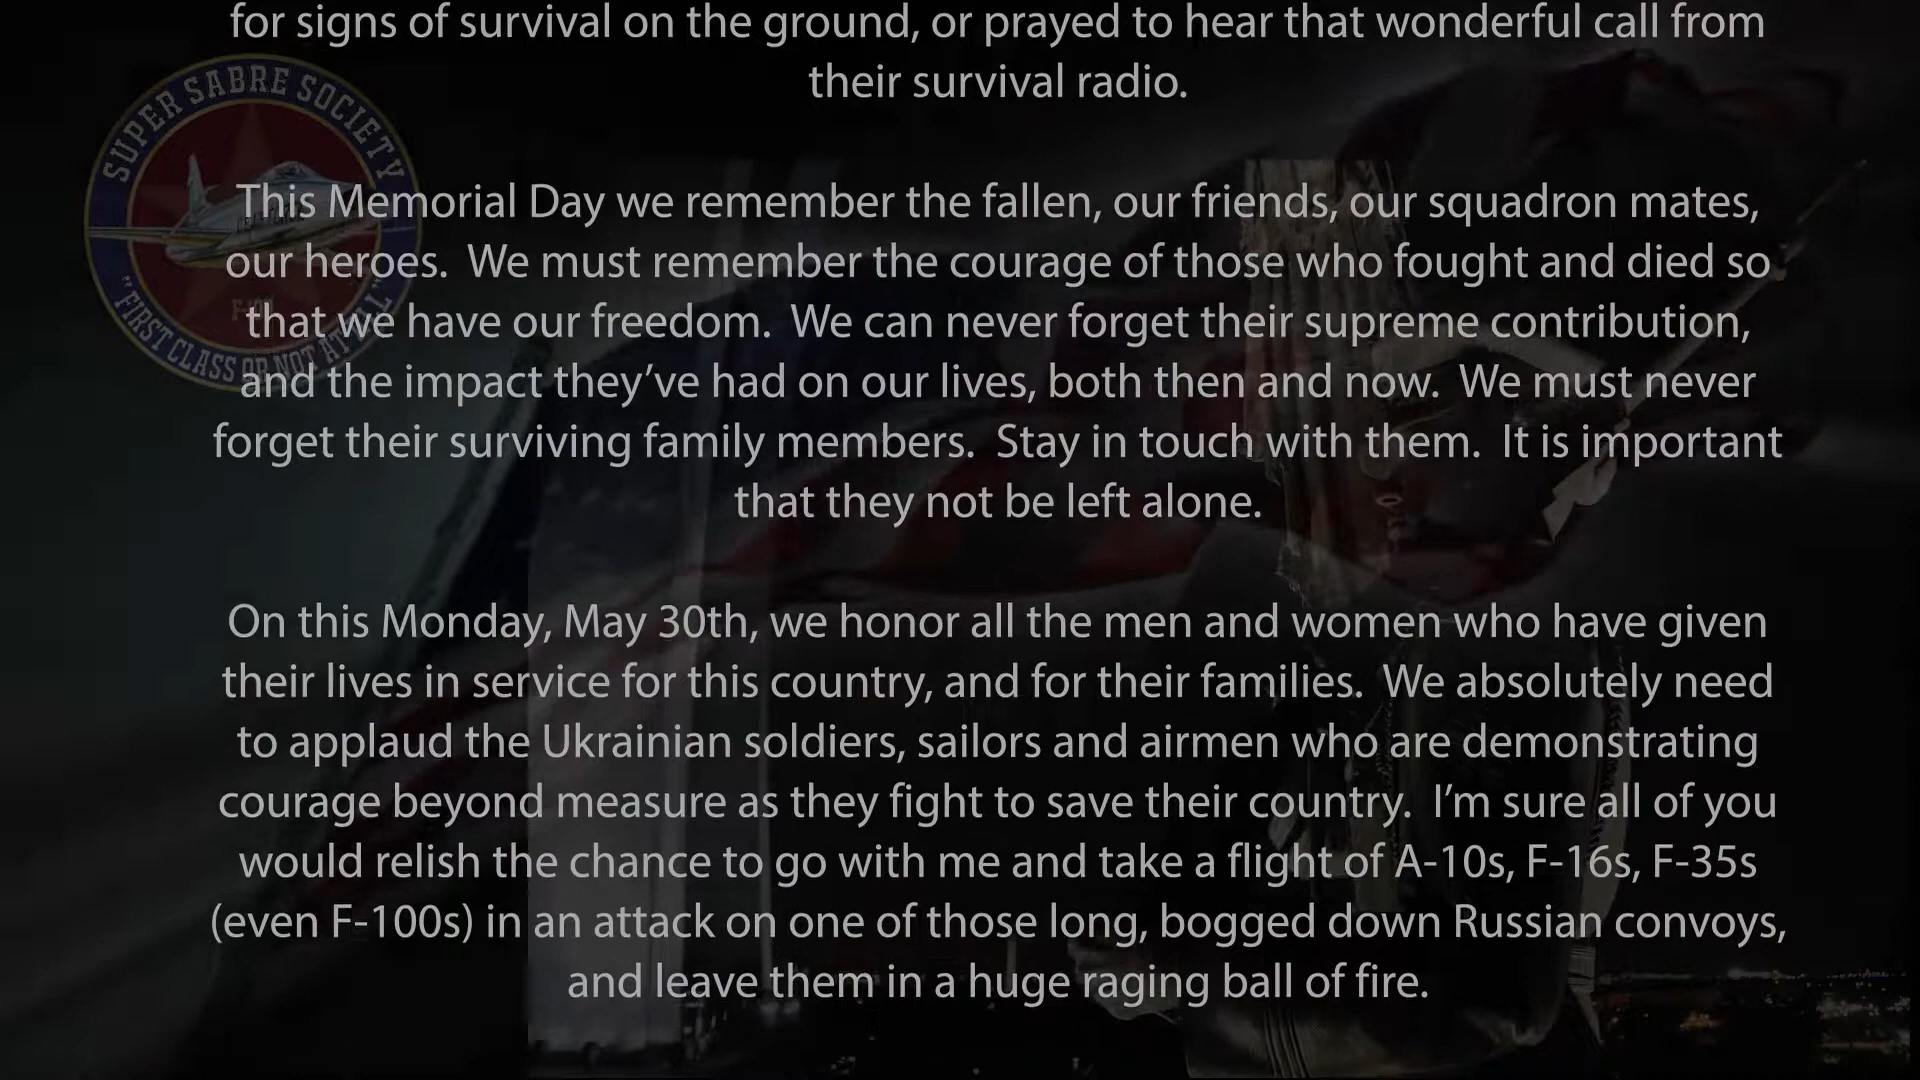 for signs of survival on the ground, or prayed to hear that wonderful call from
their survival radio.
SUPER SABRE SOCIETY
"FIRST CLASS OR NOT AT ALL"
This Memorial Day we remember the fallen, our friends, our squadron mates,
our heroes.  We must remember the courage of those who fought and died so
that we have our freedom.  We can never forget their supreme contribution,
and the impact they’ve had on our lives, both then and now.  We must never
forget their surviving family members.  Stay in touch with them.  It is important
that they not be left alone.
On this Monday, May 30th, we honor all the men and women who have given
their lives in service for this country, and for their families.  We absolutely need
to applaud the Ukrainian soldiers, sailors and airmen who are demonstrating
courage beyond measure as they fight to save their country.  I’m sure all of you
would relish the chance to go with me and take a flight of A-10s, F-16s, F-35s
(even F-100s) in an attack on one of those long, bogged down Russian convoys,
and leave them in a huge raging ball of fire.